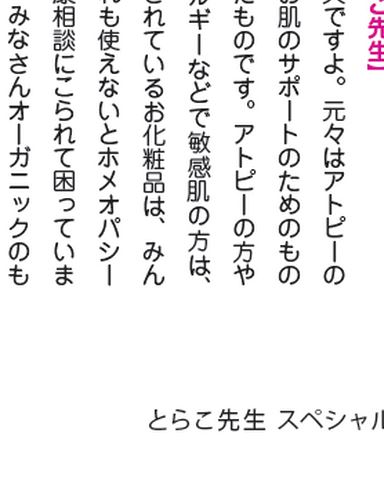 こ先生】
ですよ。元々はアトピーの
お肌のサポートのためのもの
たものです。アトピーの方や
ルギーなどで敏感肌の方は、
されているお化粧品は、みん
れも使えないとホメオパシー
康相談にこられて困っていま
みなさんオーガニックのも
とらこ先生 スペシャル